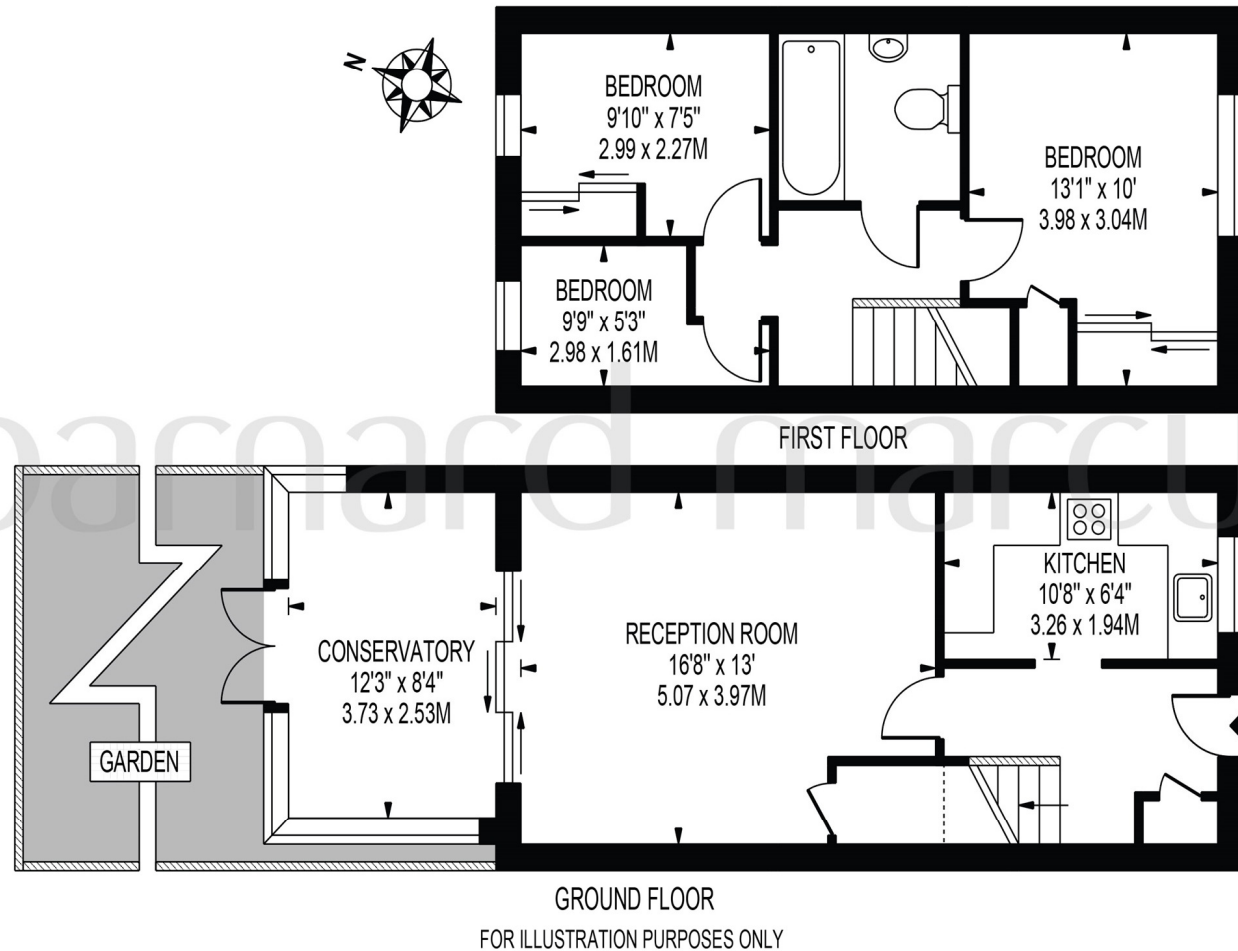 N
BEDROOM
9'10" x 7'5"
2.99 x 2.27M
BEDROOM
13'1" x 10'
3.98 x 3.04M
BEDROOM
9'9" x 5'3"
2.98 x 1.61M
FIRST FLOOR
barnard marcu
KITCHEN
10'8" x 6'4"
3.26 x 1.94M
RECEPTION ROOM
16'8" x 13'
5.07 x 3.97M
CONSERVATORY
12'3" x 8'4"
3.73 x 2.53M
GARDEN
GROUND FLOOR
FOR ILLUSTRATION PURPOSES ONLY